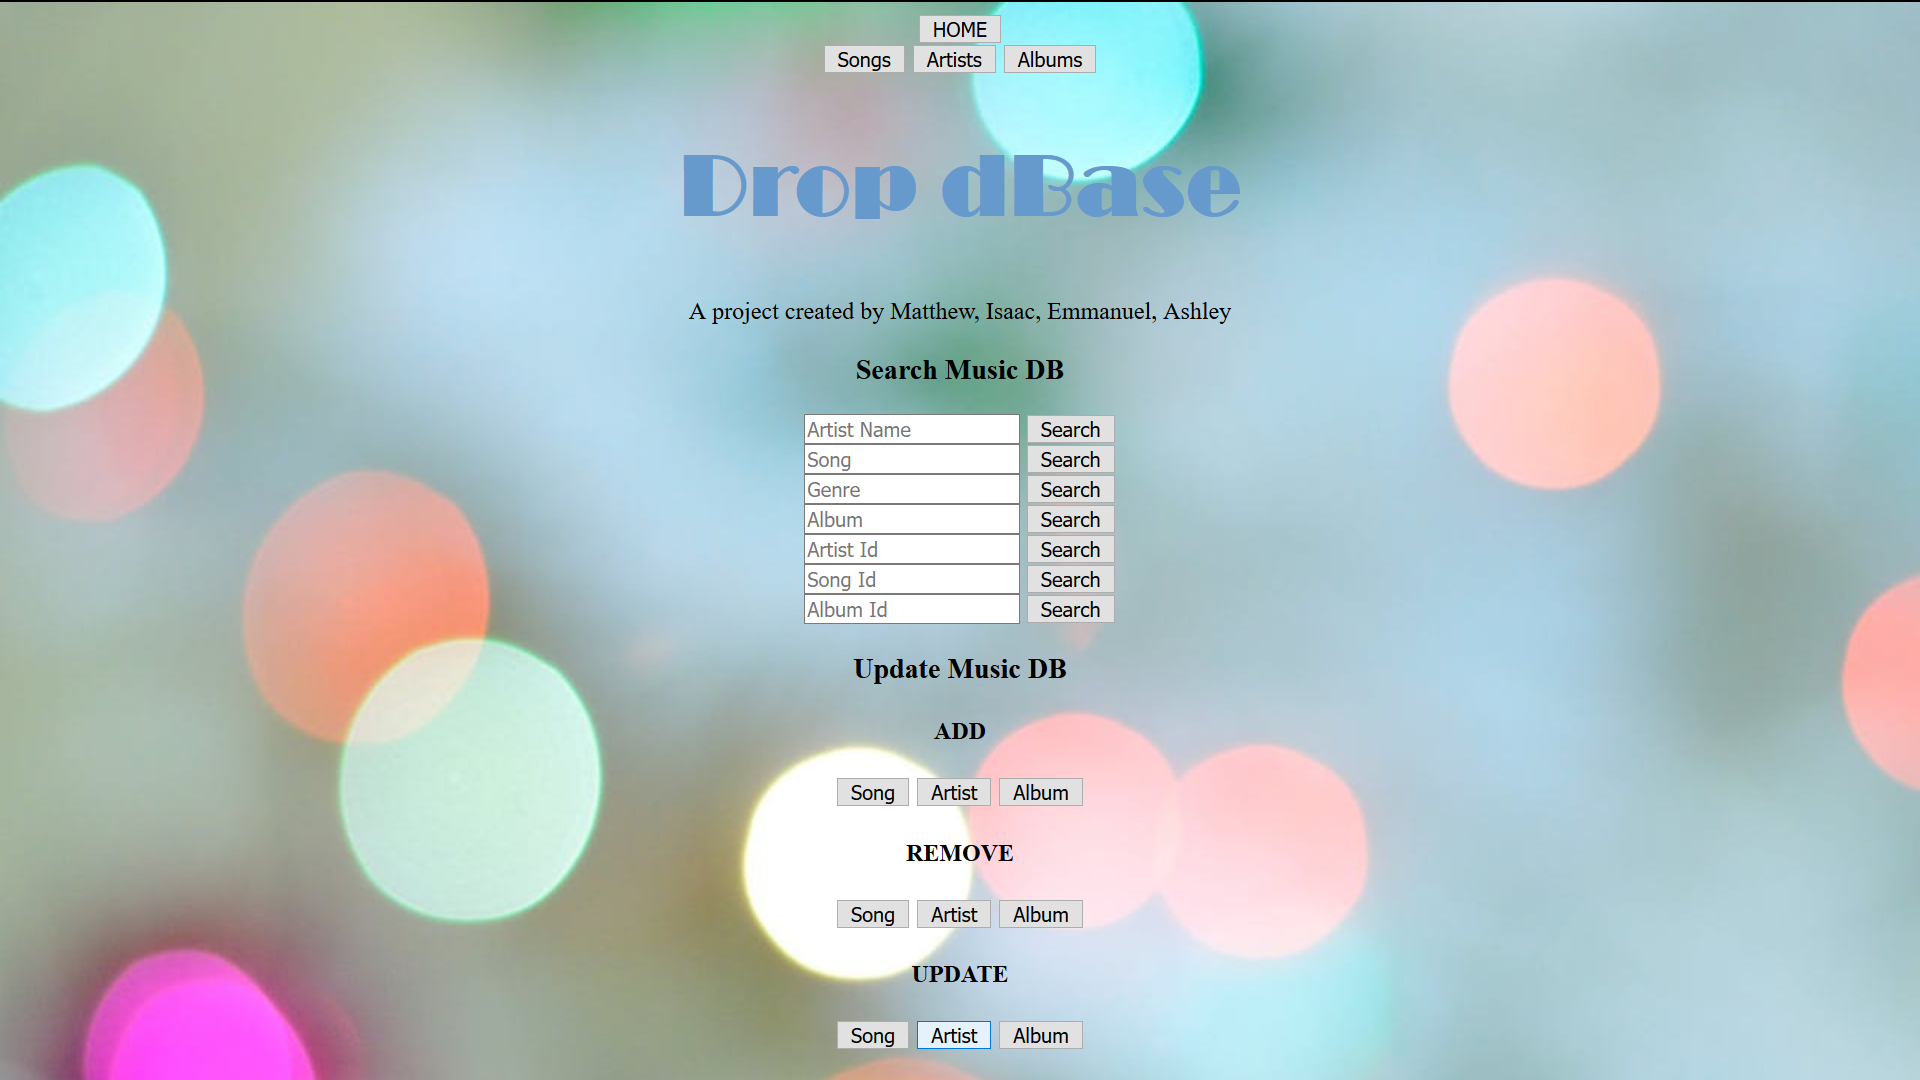 HOME
Songs Artists Albums
Drop dBase
A project created by Matthew, Isaac, Emmanuel, Ashley
Search Music DB
Artist Name Search
Song Search
Genre Search
Album Search
Artist Id Search
Song Id Search
Album Id Search
Update Music DB
ADD
Song Artist Album
REMOVE
Song Artist Album
UPDATE
Song Artist Album